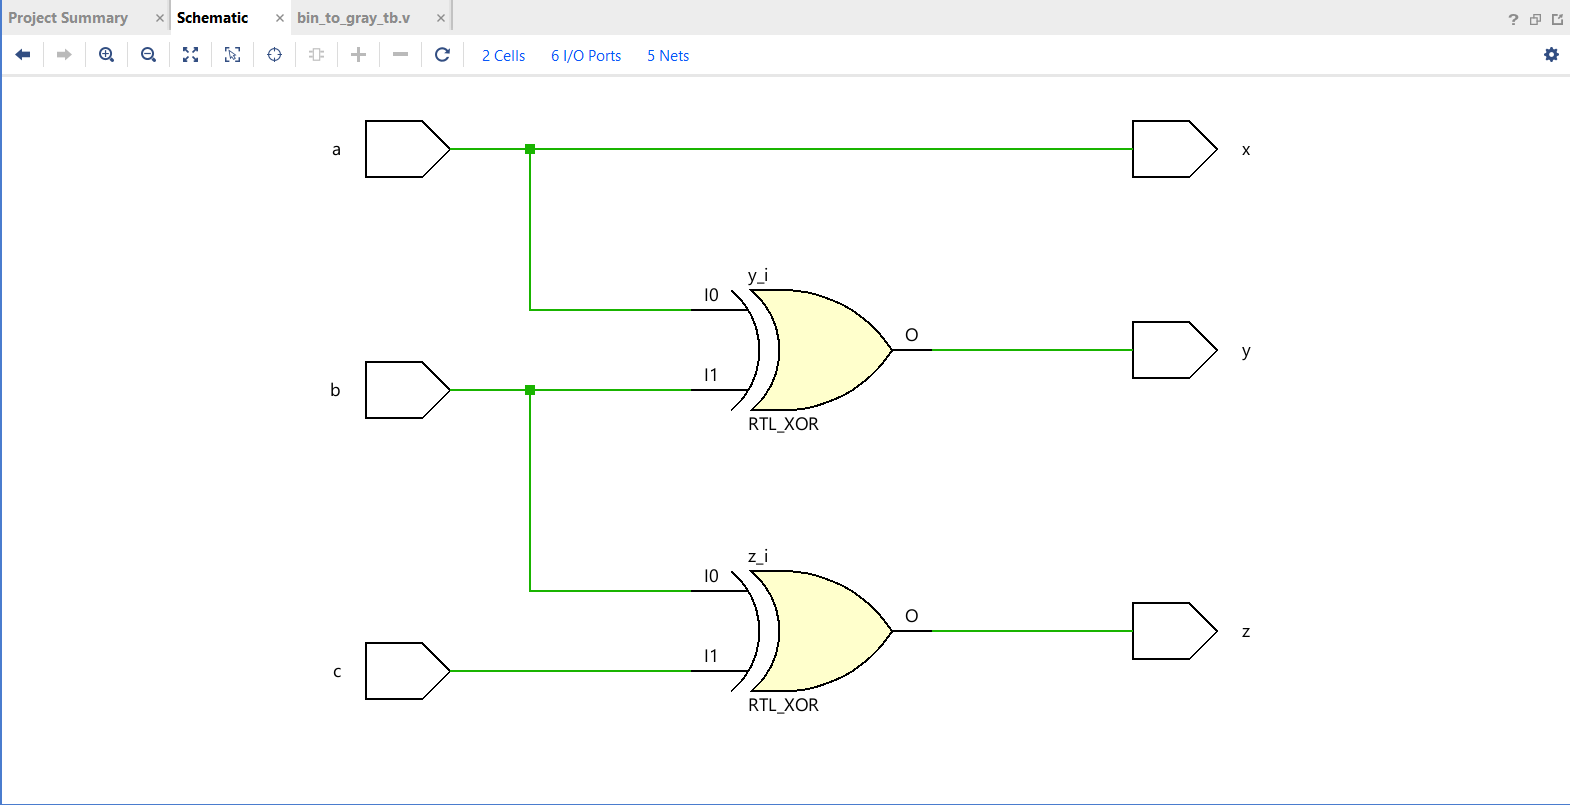 Project Summary × Schematic × bin_to_gray_tb.v ×
?
2 Cells 6 I/O Ports 5 Nets
a
x
y_i
I0
O
y
I1
b
RTL_XOR
z_i
I0
O
z
I1
c
RTL_XOR